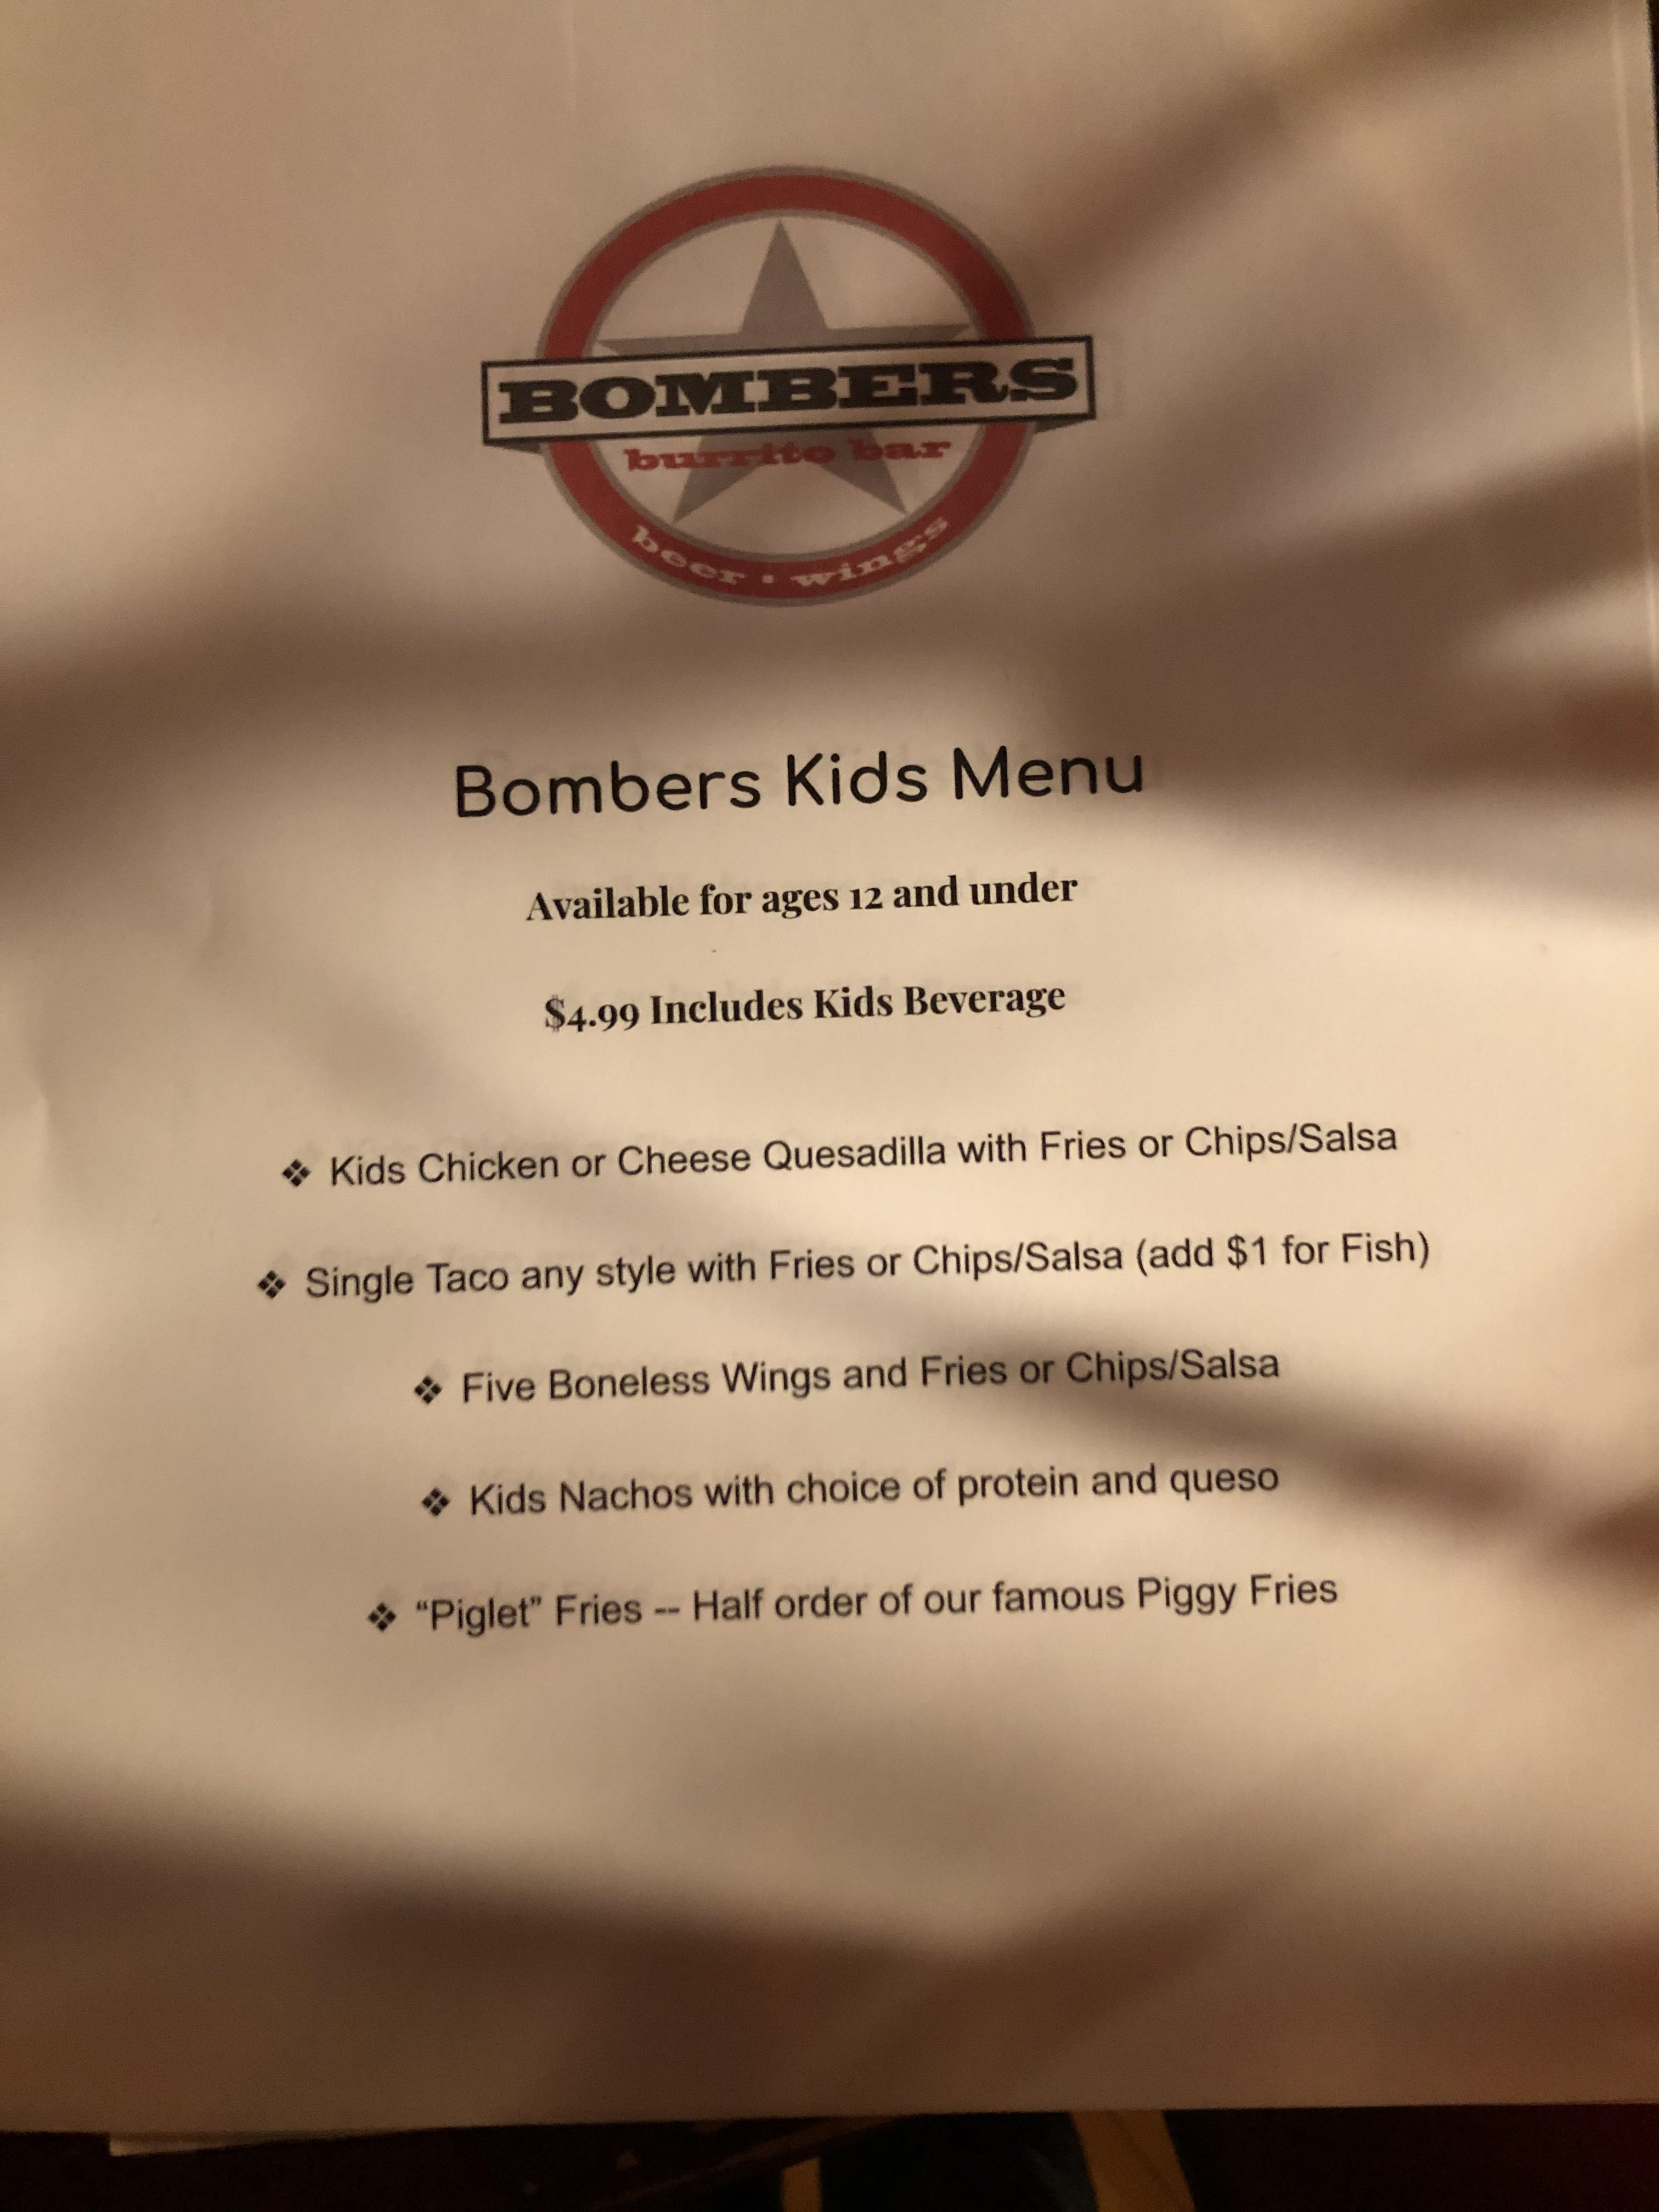 BOMBERS
burrito bar
beer · wings
Bombers Kids Menu
Available for ages 12 and under
$4.99 Includes Kids Beverage
❖ Kids Chicken or Cheese Quesadilla with Fries or Chips/Salsa
❖ Single Taco any style with Fries or Chips/Salsa (add $1 for Fish)
❖ Five Boneless Wings and Fries or Chips/Salsa
❖ Kids Nachos with choice of protein and queso
❖ “Piglet” Fries -- Half order of our famous Piggy Fries